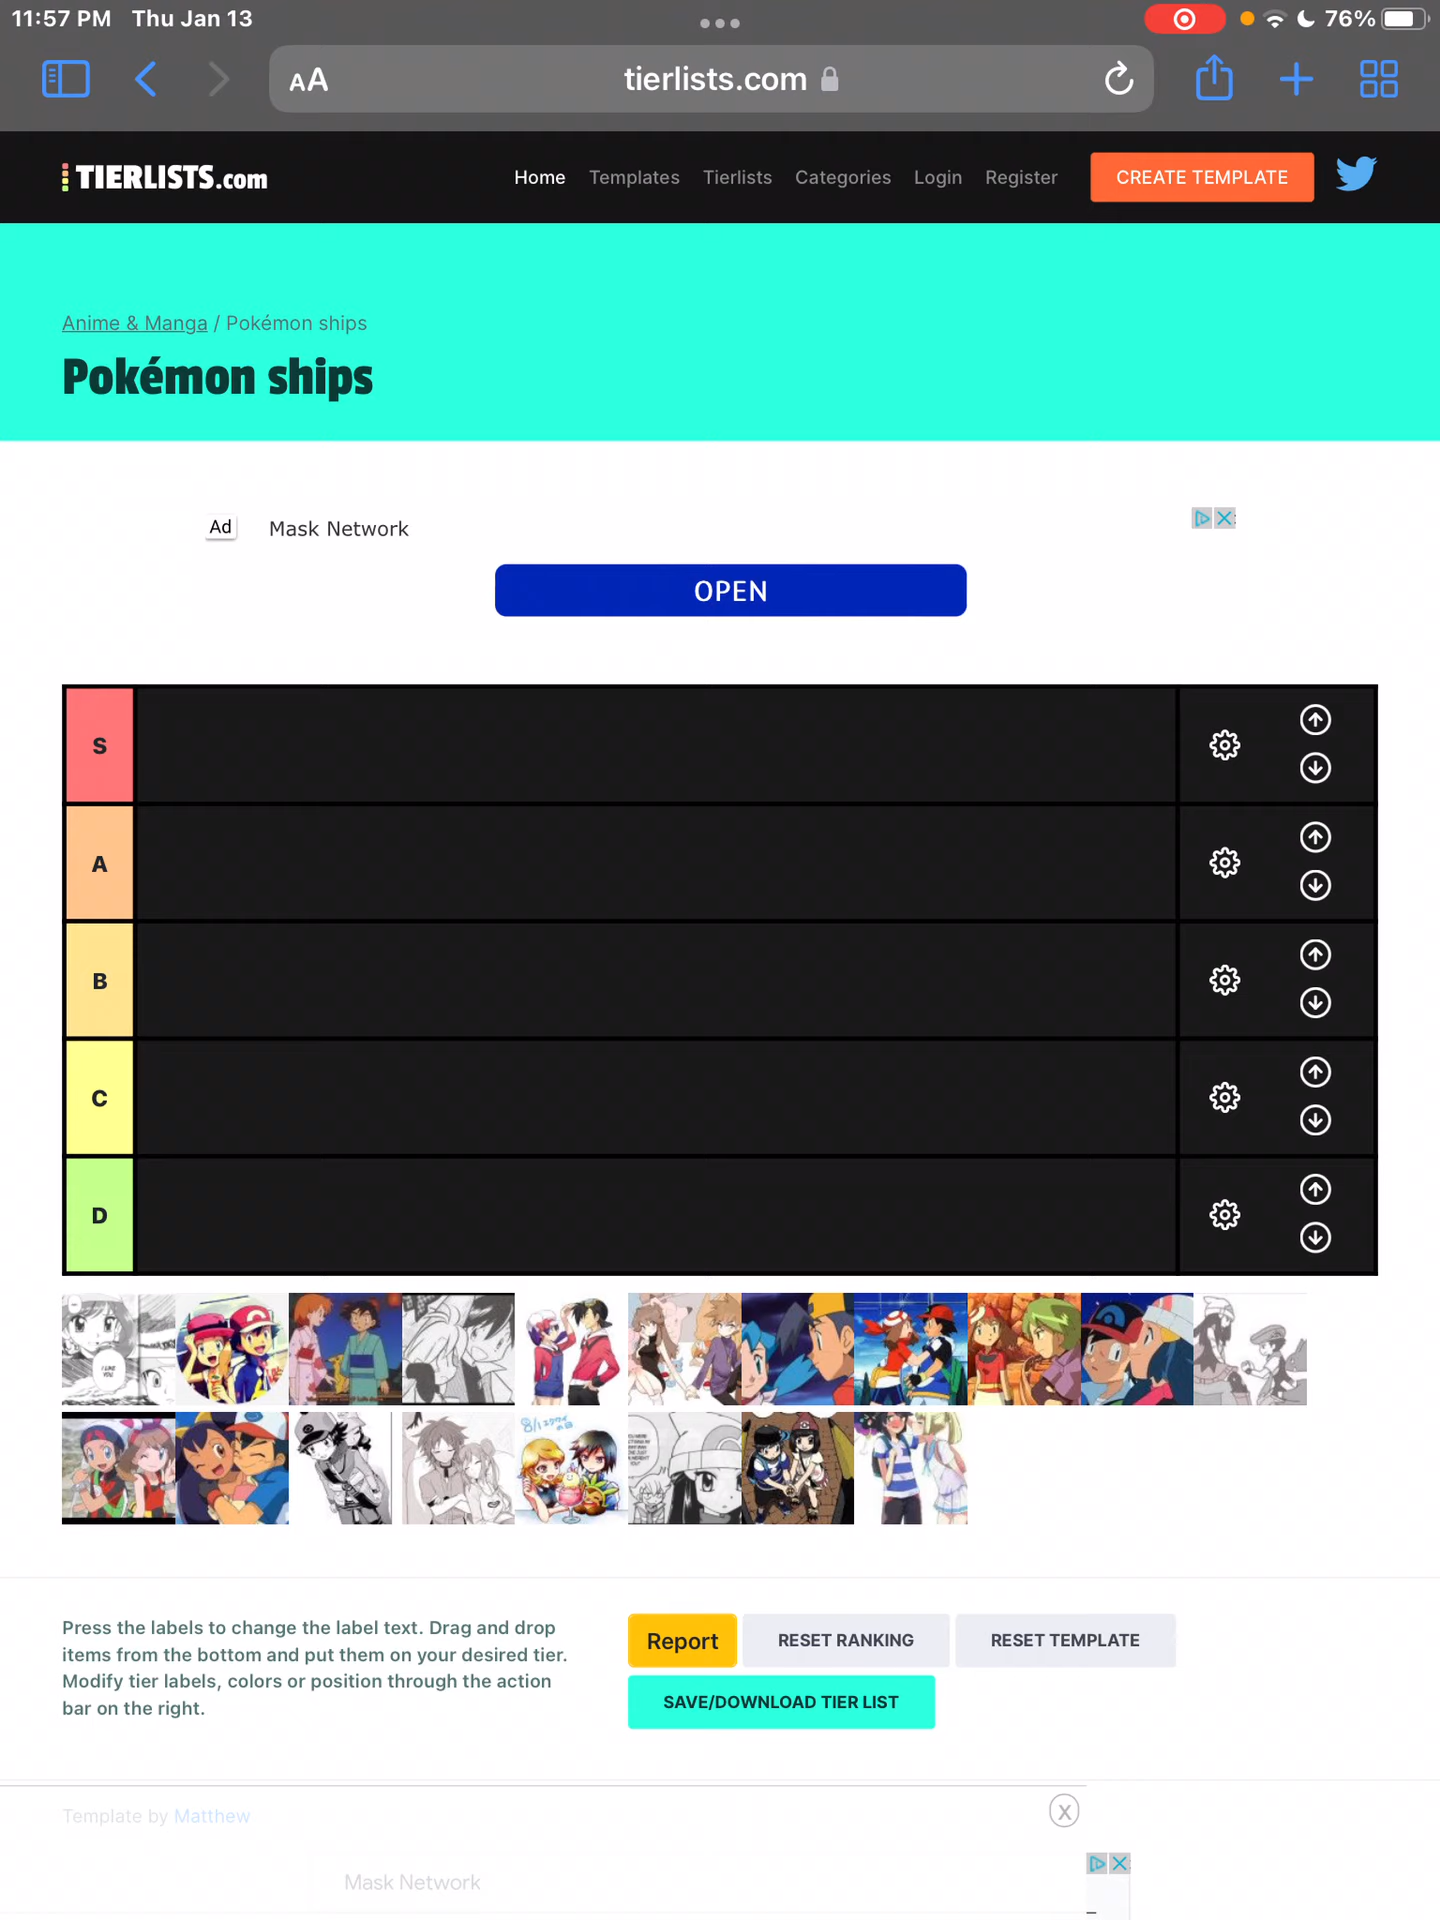 11:57 PM Thu Jan 13
76%
AA
tierlists.com
TIERLISTS.com
Home Templates Tierlists Categories Login Register CREATE TEMPLATE
Anime & Manga / Pokémon ships
Pokémon ships
Ad Mask Network
OPEN
S
A
B
C
D
I LIKE
YOU
Press the labels to change the label text. Drag and drop
items from the bottom and put them on your desired tier.
Modify tier labels, colors or position through the action
bar on the right.
Report RESET RANKING RESET TEMPLATE
SAVE/DOWNLOAD TIER LIST
Template by Matthew
X
Mask Network